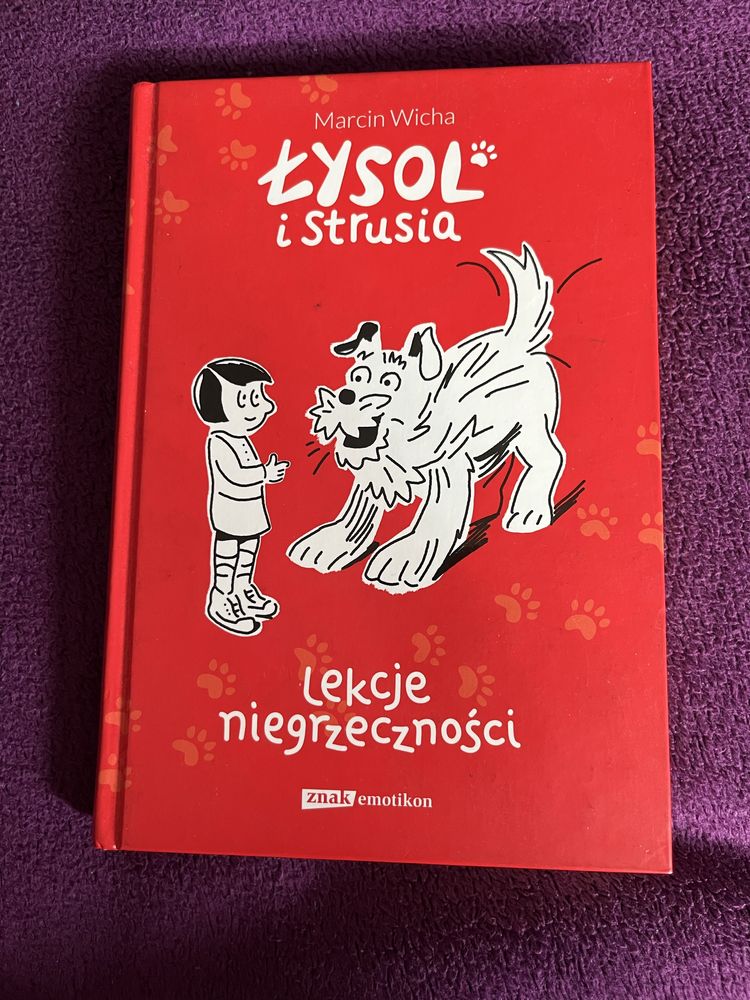 Marcin Wicha
ŁYSOL
i strusia
Lekcje
niegrzeczności
znak emotikon